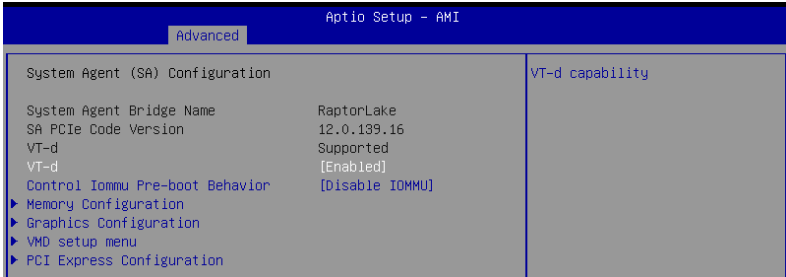 Aptio Setup – AMI
Advanced
System Agent (SA) Configuration
VT-d capability
System Agent Bridge Name RaptorLake
SA PCIe Code Version 12.0.139.16
VT-d Supported
VT-d [Enabled]
Control Iommu Pre-boot Behavior [Disable IOMMU]
Memory Configuration
Graphics Configuration
VMD setup menu
PCI Express Configuration